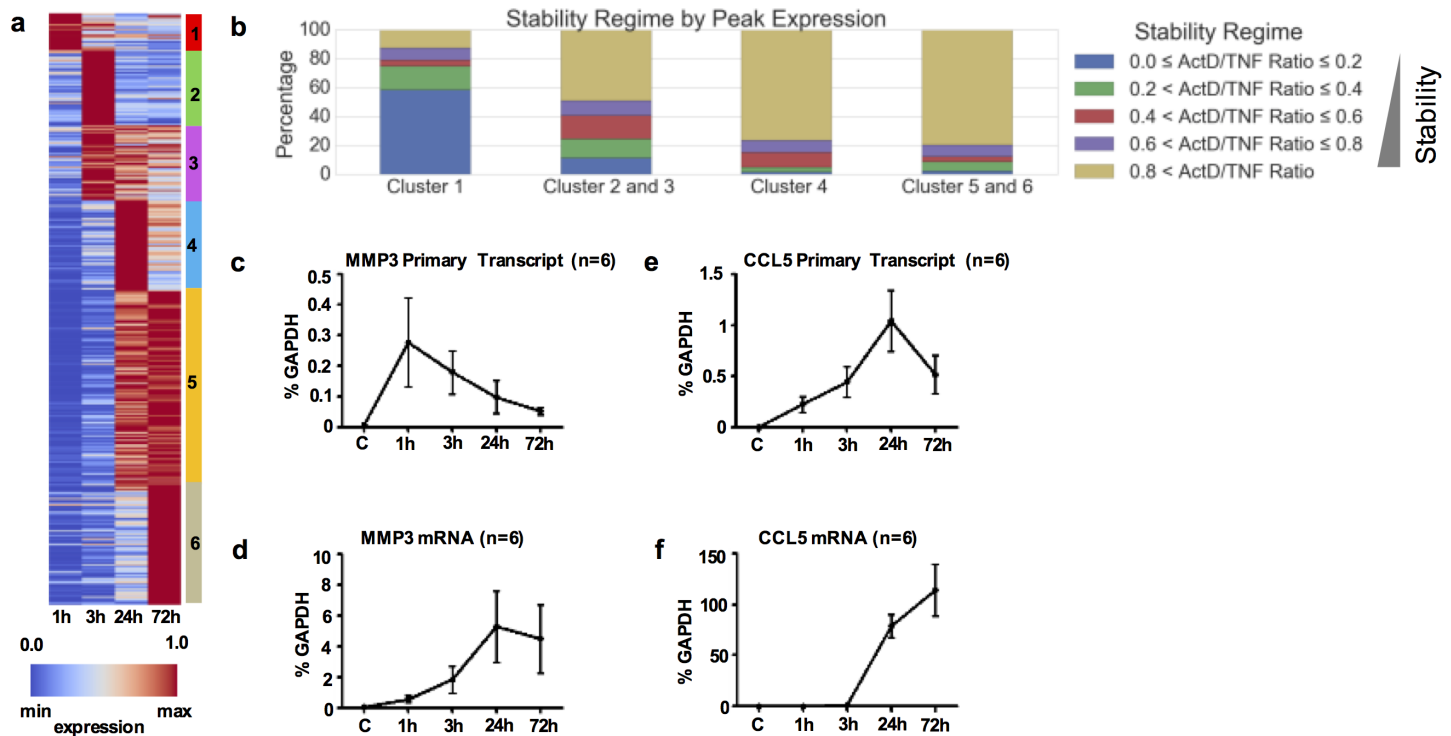 a
1
2
3
4
5
6
1h 3h 24h 72h
0.0 1.0
min max
expression
b
Stability Regime by Peak Expression
Percentage
100
80
60
40
20
0
Cluster 1 Cluster 2 and 3 Cluster 4 Cluster 5 and 6
Stability Regime
0.0 ≤ ActD/TNF Ratio ≤ 0.2
0.2 < ActD/TNF Ratio ≤ 0.4
0.4 < ActD/TNF Ratio ≤ 0.6
0.6 < ActD/TNF Ratio ≤ 0.8
0.8 < ActD/TNF Ratio
Stability
c
MMP3 Primary Transcript (n=6)
% GAPDH
0.5
0.4
0.3
0.2
0.1
0
C 1h 3h 24h 72h
e
CCL5 Primary Transcript (n=6)
% GAPDH
1.5
1
0.5
0
C 1h 3h 24h 72h
d
MMP3 mRNA (n=6)
% GAPDH
10
8
6
4
2
0
C 1h 3h 24h 72h
f
CCL5 mRNA (n=6)
% GAPDH
150
100
50
0
C 1h 3h 24h 72h